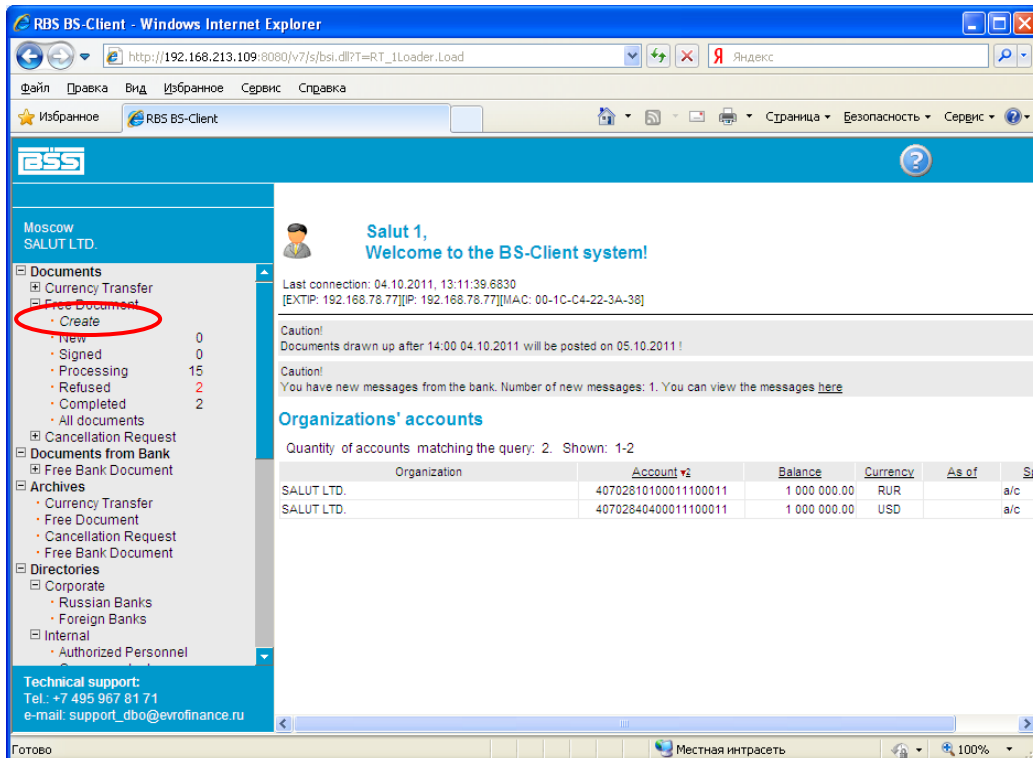 RBS BS-Client - Windows Internet Explorer
http://192.168.213.109:8080/v7/s/bsi.dll?T=RT_1Loader.Load
Яндекс
Файл Правка Вид Избранное Сервис Справка
Избранное RBS BS-Client Страница Безопасность Сервис
BSS
Moscow
SALUT LTD.
Documents
Currency Transfer
Free Document
Create
New 0
Signed 0
Processing 15
Refused 2
Completed 2
All documents
Cancellation Request
Documents from Bank
Free Bank Document
Archives
Currency Transfer
Free Document
Cancellation Request
Free Bank Document
Directories
Corporate
Russian Banks
Foreign Banks
Internal
Authorized Personnel
Technical support:
Tel.: +7 495 967 81 71
e-mail: support_dbo@evrofinance.ru
Salut 1,
Welcome to the BS-Client system!
Last connection: 04.10.2011, 13:11:39.6830
[EXTIP: 192.168.78.77][IP: 192.168.78.77][MAC: 00-1C-C4-22-3A-38]
Caution!
Documents drawn up after 14:00 04.10.2011 will be posted on 05.10.2011 !
Caution!
You have new messages from the bank. Number of new messages: 1. You can view the messages here
Organizations' accounts
Quantity of accounts matching the query: 2. Shown: 1-2
Organization Account ▾2 Balance Currency As of
SALUT LTD. 40702810100011100011 1 000 000.00 RUR a/c
SALUT LTD. 40702840400011100011 1 000 000.00 USD a/c
Готово Местная интрасеть 100%